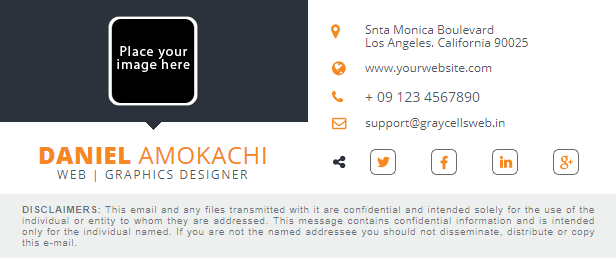 Place your
image here
DANIEL AMOKACHI
WEB | GRAPHICS DESIGNER
Snta Monica Boulevard
Los Angeles. California 90025
www.yourwebsite.com
+ 09 123 4567890
support@graycellsweb.in
DISCLAIMERS: This email and any files transmitted with it are confidential and intended solely for the use of the
individual or entity to whom they are addressed. This message contains confidential information and is intended
only for the individual named. If you are not the named addressee you should not disseminate, distribute or copy
this e-mail.